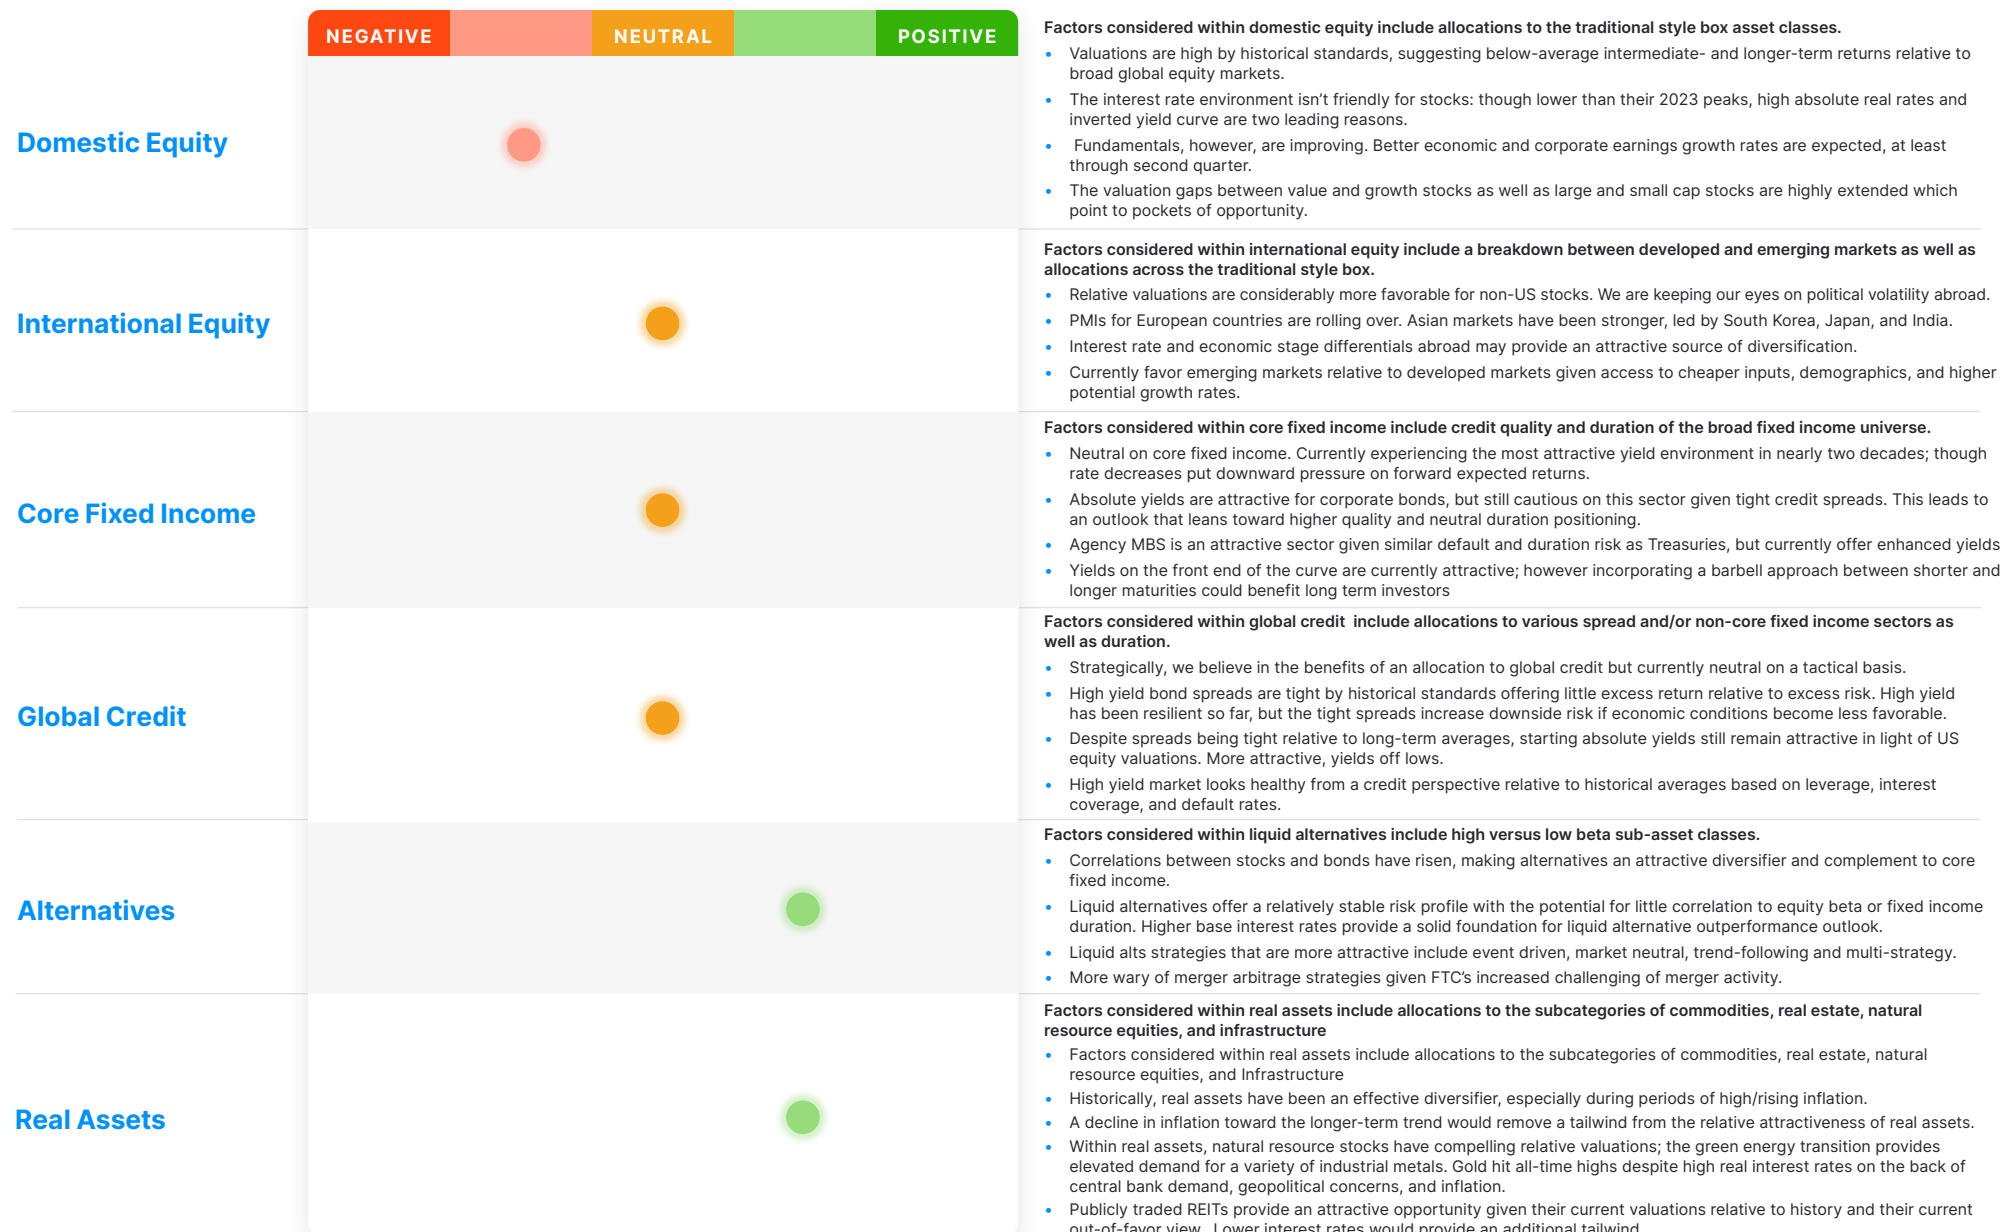 NEGATIVE
NEUTRAL
POSITIVE
Domestic Equity
Factors considered within domestic equity include allocations to the traditional style box asset classes.
• Valuations are high by historical standards, suggesting below-average intermediate- and longer-term returns relative to
broad global equity markets.
• The interest rate environment isn’t friendly for stocks: though lower than their 2023 peaks, high absolute real rates and
inverted yield curve are two leading reasons.
• Fundamentals, however, are improving. Better economic and corporate earnings growth rates are expected, at least
through second quarter.
• The valuation gaps between value and growth stocks as well as large and small cap stocks are highly extended which
point to pockets of opportunity.
International Equity
Factors considered within international equity include a breakdown between developed and emerging markets as well as
allocations across the traditional style box.
• Relative valuations are considerably more favorable for non-US stocks. We are keeping our eyes on political volatility abroad.
• PMIs for European countries are rolling over. Asian markets have been stronger, led by South Korea, Japan, and India.
• Interest rate and economic stage differentials abroad may provide an attractive source of diversification.
• Currently favor emerging markets relative to developed markets given access to cheaper inputs, demographics, and higher
potential growth rates.
Core Fixed Income
Factors considered within core fixed income include credit quality and duration of the broad fixed income universe.
• Neutral on core fixed income. Currently experiencing the most attractive yield environment in nearly two decades; though
rate decreases put downward pressure on forward expected returns.
• Absolute yields are attractive for corporate bonds, but still cautious on this sector given tight credit spreads. This leads to
an outlook that leans toward higher quality and neutral duration positioning.
• Agency MBS is an attractive sector given similar default and duration risk as Treasuries, but currently offer enhanced yields
• Yields on the front end of the curve are currently attractive; however incorporating a barbell approach between shorter and
longer maturities could benefit long term investors
Global Credit
Factors considered within global credit  include allocations to various spread and/or non-core fixed income sectors as
well as duration.
• Strategically, we believe in the benefits of an allocation to global credit but currently neutral on a tactical basis.
• High yield bond spreads are tight by historical standards offering little excess return relative to excess risk. High yield
has been resilient so far, but the tight spreads increase downside risk if economic conditions become less favorable.
• Despite spreads being tight relative to long-term averages, starting absolute yields still remain attractive in light of US
equity valuations. More attractive, yields off lows.
• High yield market looks healthy from a credit perspective relative to historical averages based on leverage, interest
coverage, and default rates.
Alternatives
Factors considered within liquid alternatives include high versus low beta sub-asset classes.
• Correlations between stocks and bonds have risen, making alternatives an attractive diversifier and complement to core
fixed income.
• Liquid alternatives offer a relatively stable risk profile with the potential for little correlation to equity beta or fixed income
duration. Higher base interest rates provide a solid foundation for liquid alternative outperformance outlook.
• Liquid alts strategies that are more attractive include event driven, market neutral, trend-following and multi-strategy.
• More wary of merger arbitrage strategies given FTC’s increased challenging of merger activity.
Real Assets
Factors considered within real assets include allocations to the subcategories of commodities, real estate, natural
resource equities, and infrastructure
• Factors considered within real assets include allocations to the subcategories of commodities, real estate, natural
resource equities, and Infrastructure
• Historically, real assets have been an effective diversifier, especially during periods of high/rising inflation.
• A decline in inflation toward the longer-term trend would remove a tailwind from the relative attractiveness of real assets.
• Within real assets, natural resource stocks have compelling relative valuations; the green energy transition provides
elevated demand for a variety of industrial metals. Gold hit all-time highs despite high real interest rates on the back of
central bank demand, geopolitical concerns, and inflation.
• Publicly traded REITs provide an attractive opportunity given their current valuations relative to history and their current
out-of-favor view.  Lower interest rates would provide an additional tailwind